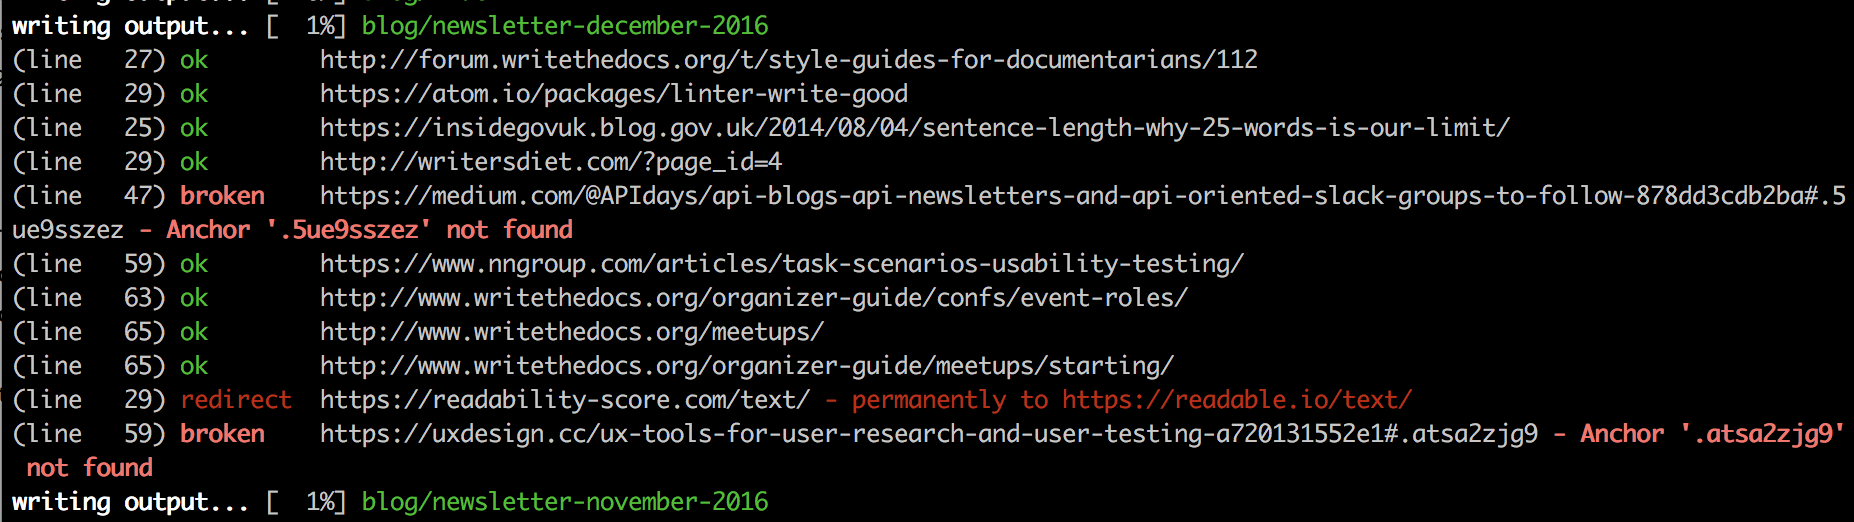 writing output... [  1%] blog/newsletter-december-2016
(line   27) ok        http://forum.writethedocs.org/t/style-guides-for-documentarians/112
(line   29) ok        https://atom.io/packages/linter-write-good
(line   25) ok        https://insidegovuk.blog.gov.uk/2014/08/04/sentence-length-why-25-words-is-our-limit/
(line   29) ok        http://writersdiet.com/?page_id=4
(line   47) broken    https://medium.com/@APIdays/api-blogs-api-newsletters-and-api-oriented-slack-groups-to-follow-878dd3cdb2ba#.5
ue9sszez - Anchor '.5ue9sszez' not found
(line   59) ok        https://www.nngroup.com/articles/task-scenarios-usability-testing/
(line   63) ok        http://www.writethedocs.org/organizer-guide/confs/event-roles/
(line   65) ok        http://www.writethedocs.org/meetups/
(line   65) ok        http://www.writethedocs.org/organizer-guide/meetups/starting/
(line   29) redirect  https://readability-score.com/text/ - permanently to https://readable.io/text/
(line   59) broken    https://uxdesign.cc/ux-tools-for-user-research-and-user-testing-a720131552e1#.atsa2zjg9 - Anchor '.atsa2zjg9'
 not found
writing output... [  1%] blog/newsletter-november-2016